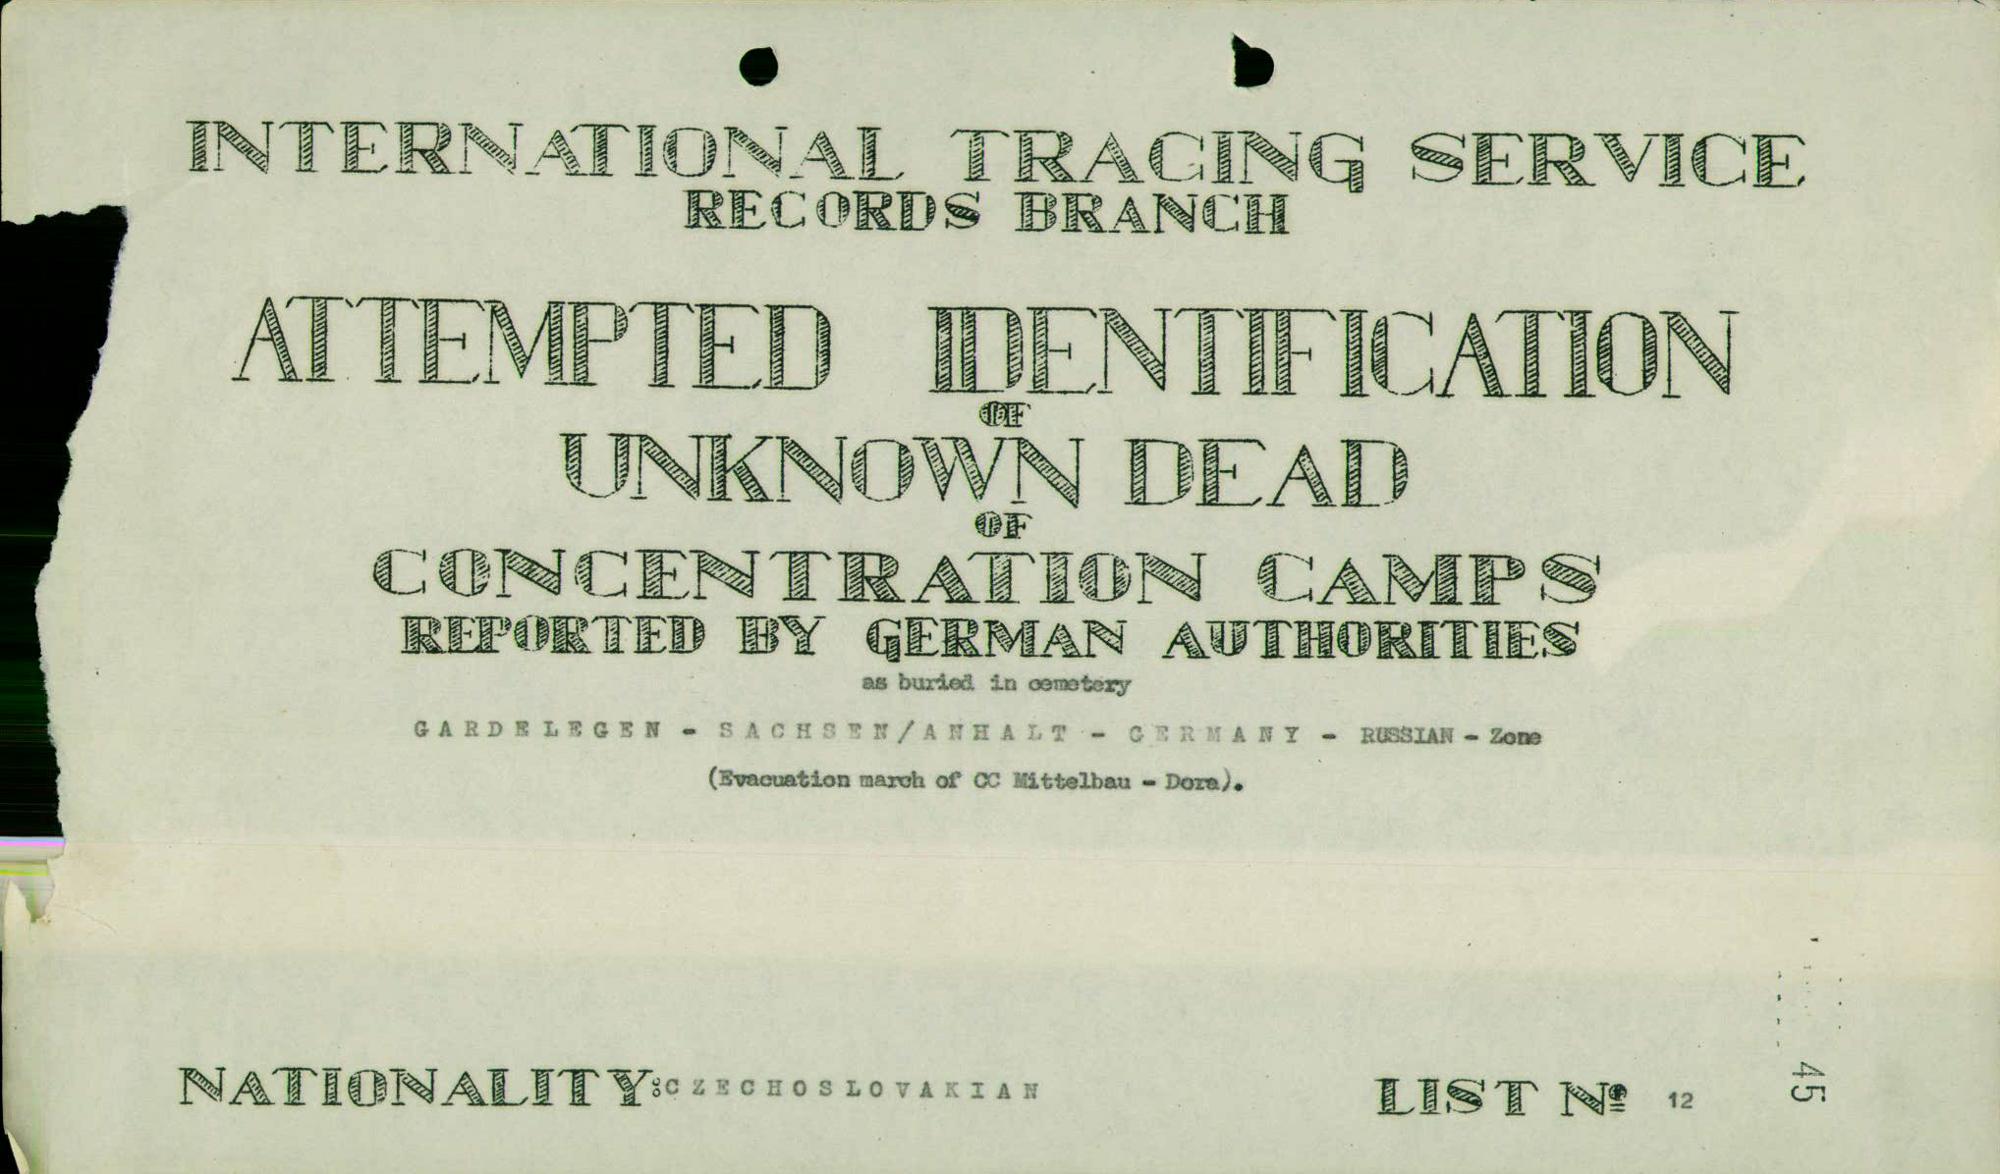 INTERNATIONAL TRACING SERVICE
RECORDS BRANCH
ATTEMPTED IDENTIFICATION
OF
UNKNOWN DEAD
OF
CONCENTRATION CAMPS
REPORTED BY GERMAN AUTHORITIES
as buried in cemetery
GARDELEGEN - SACHSEN/ANHALT - GERMANY - RUSSIAN - Zone
(Evacuation march of CC Mittelbau - Dora).
NATIONALITY: CZECHOSLOVAKIAN
LIST No 12
45